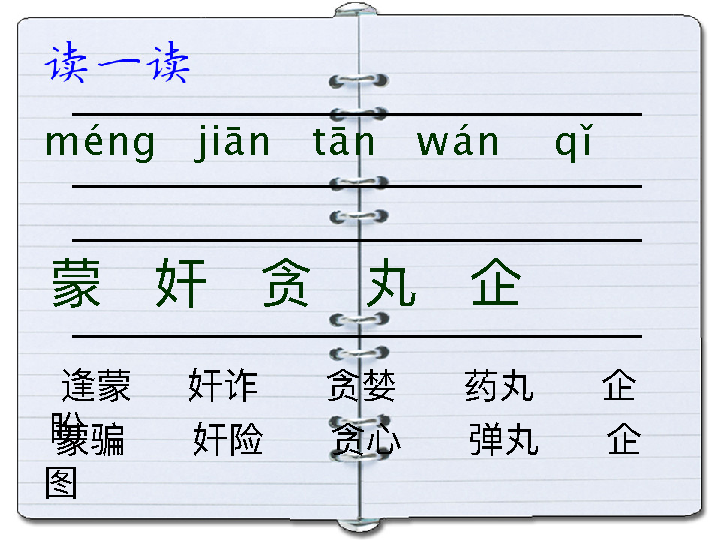 读一读
méng jiān tān wán qǐ
蒙 奸 贪 丸 企
逢蒙 奸诈 贪婪 药丸 企
盼
蒙骗 奸险 贪心 弹丸 企
图